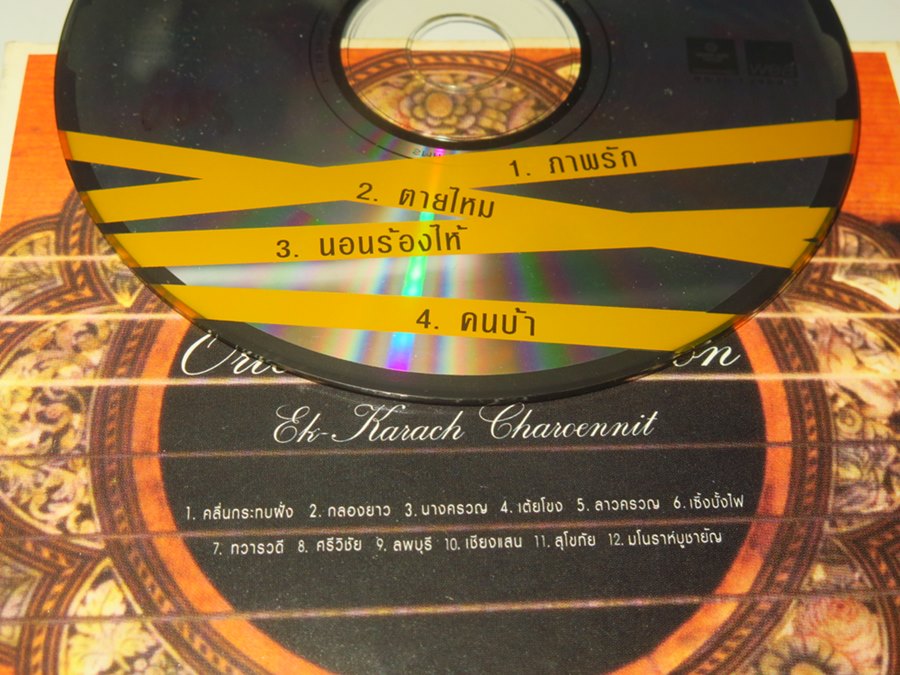 1. ภาพรัก
2. ตายไหม
3. นอนร้องไห้
4. คนบ้า
Ek-Karach Charoennit
1. คลื่นกระทบฝั่ง 2. กลองยาว 3. นางครวญ 4. เต้ยโขง 5. ลาวครวญ 6. เซิ้งบั้งไฟ
7. ทวารวดี 8. ศรีวิชัย 9. ลพบุรี 10. เชียงแสน 11. สุโขทัย 12. มโนราห์บูชายัญ